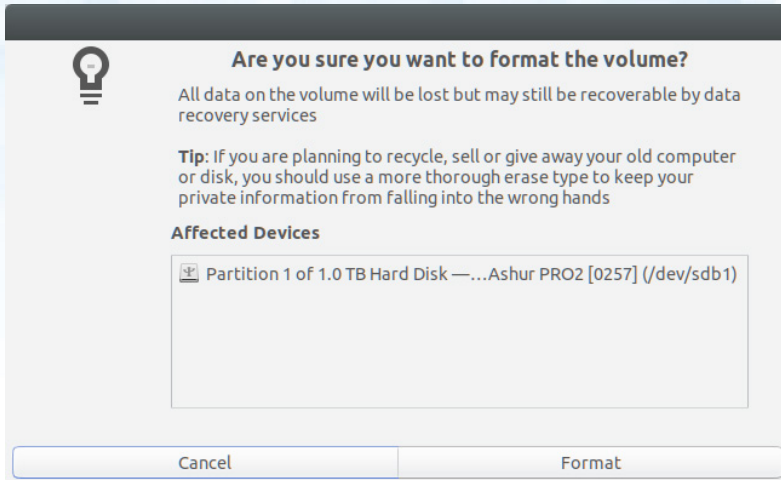 Are you sure you want to format the volume?
All data on the volume will be lost but may still be recoverable by data
recovery services
Tip: If you are planning to recycle, sell or give away your old computer
or disk, you should use a more thorough erase type to keep your
private information from falling into the wrong hands
Affected Devices
Partition 1 of 1.0 TB Hard Disk —…Ashur PRO2 [0257] (/dev/sdb1)
Cancel
Format